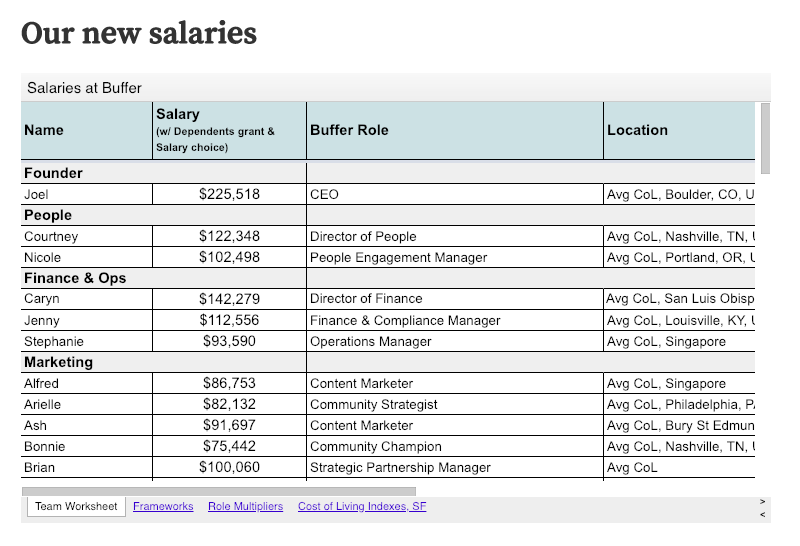 Our new salaries
Salaries at Buffer
Name Salary (w/ Dependents grant & Salary choice) Buffer Role Location
Founder
Joel $225,518 CEO Avg CoL, Boulder, CO, U
People
Courtney $122,348 Director of People Avg CoL, Nashville, TN, U
Nicole $102,498 People Engagement Manager Avg CoL, Portland, OR, U
Finance & Ops
Caryn $142,279 Director of Finance Avg CoL, San Luis Obisp
Jenny $112,556 Finance & Compliance Manager Avg CoL, Louisville, KY, U
Stephanie $93,590 Operations Manager Avg CoL, Singapore
Marketing
Alfred $86,753 Content Marketer Avg CoL, Singapore
Arielle $82,132 Community Strategist Avg CoL, Philadelphia, PA
Ash $91,697 Content Marketer Avg CoL, Bury St Edmun
Bonnie $75,442 Community Champion Avg CoL, Nashville, TN, U
Brian $100,060 Strategic Partnership Manager Avg CoL
Team Worksheet Frameworks Role Multipliers Cost of Living Indexes, SF
>
<